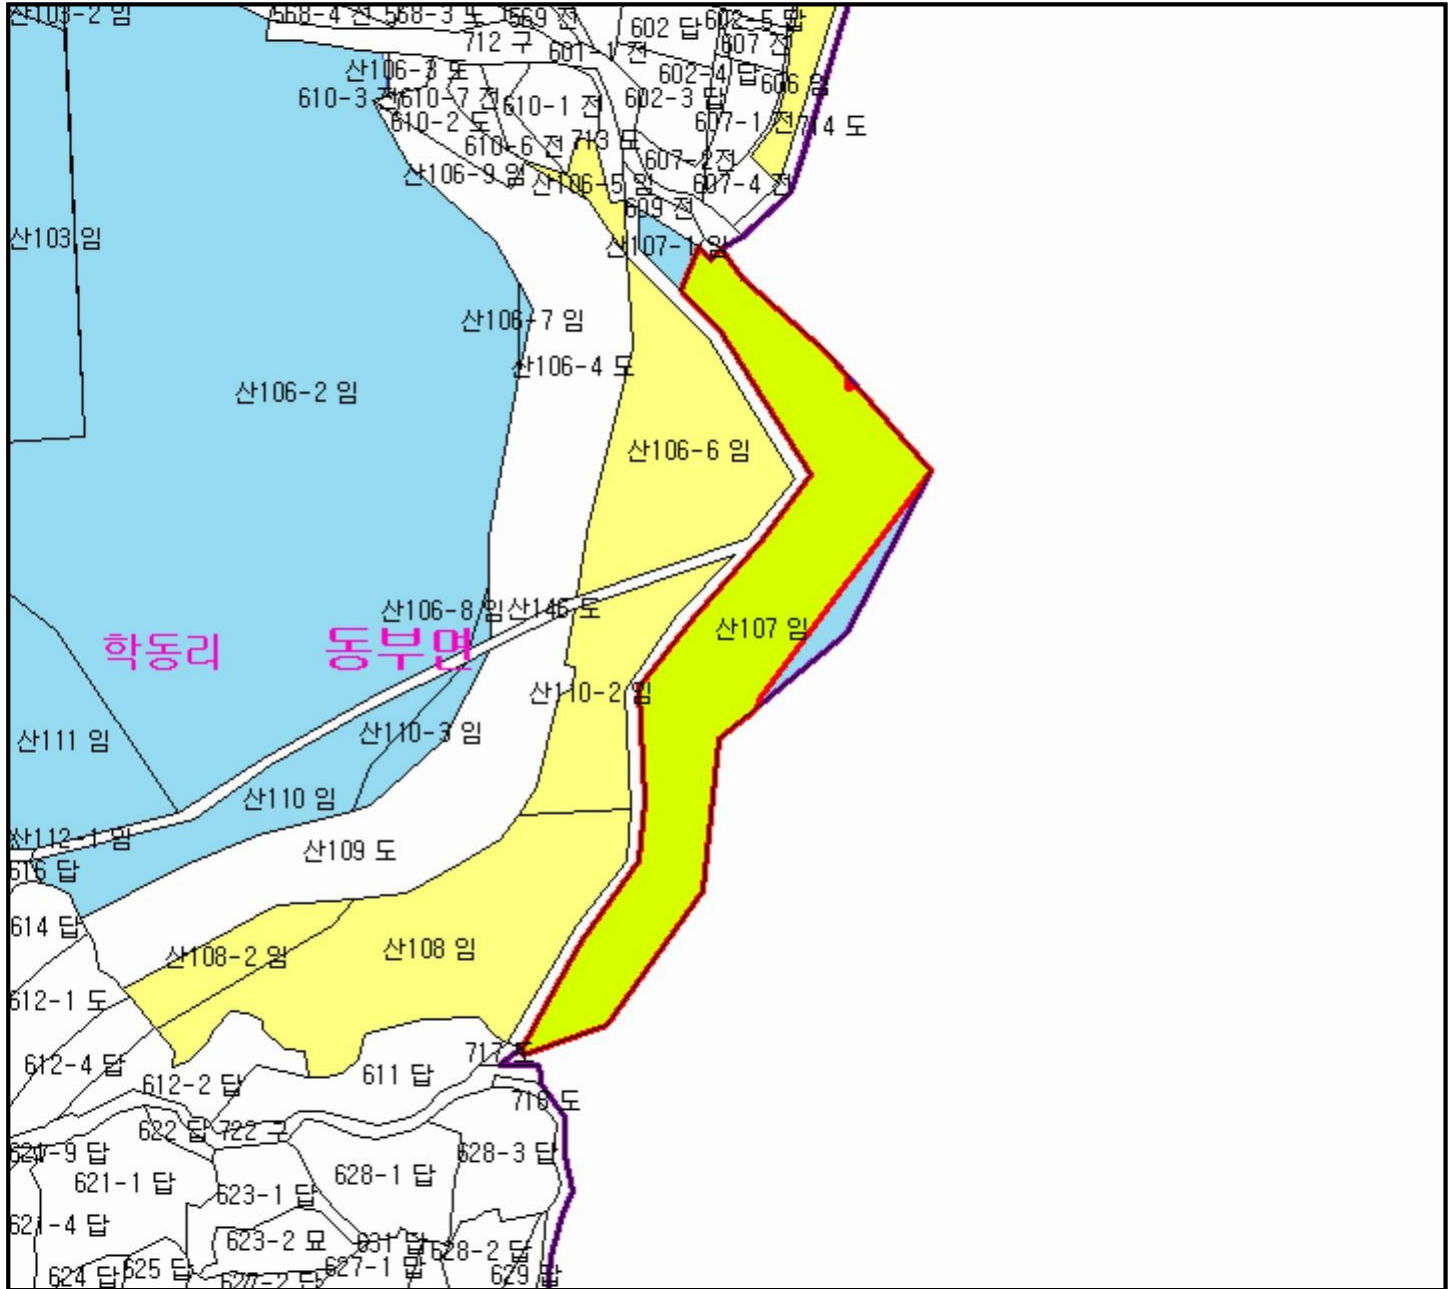 산103-2 임
568-4 전
568-3 도
569 전
602 답
602-5 답
712 구
601-1 전
607 전
산106-3 도
602-4 답
606 임
610-3 전
610-7 전
610-1 전
602-3 답
610-2 도
607-1 전
714 도
610-6 전
713 도
607-2전
산106-9 임
산106-5 임
607-4 전
609 전
산103 임
산107-1 임
산106-7 임
산106-4 도
산106-2 임
산106-6 임
산106-8 임
산146 도
산107 임
학동리
동부면
산110-2 임
산110-3 임
산111 임
산110 임
산112-1 임
산109 도
616 답
614 답
산108-2 임
산108 임
612-1 도
717 도
612-4 답
612-2 답
611 답
718 도
622 답
722 구
621-9 답
628-3 답
621-1 답
628-1 답
623-1 답
621-4 답
623-2 묘
631 답
628-2 답
624 답
625 답
627-2 답
627-1 답
629 답